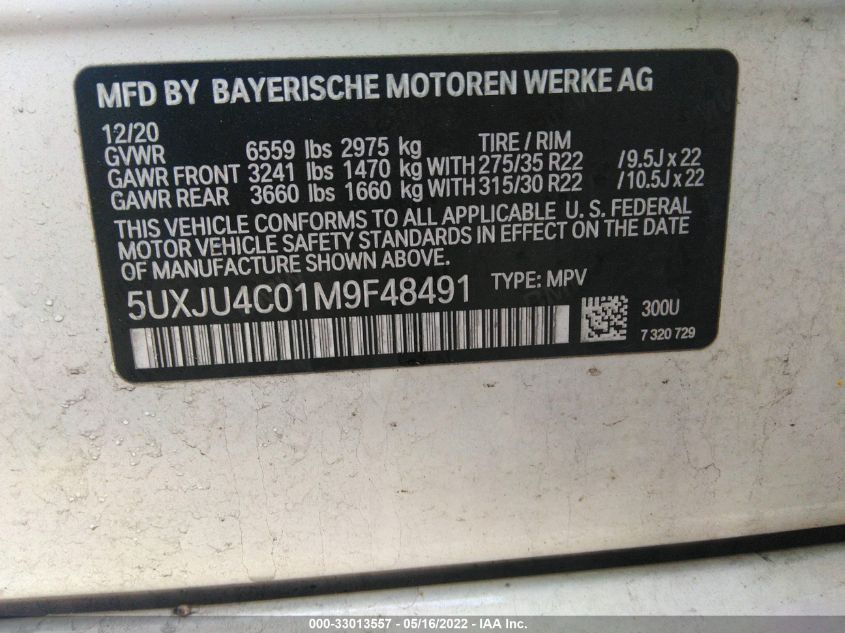 MFD BY BAYERISCHE MOTOREN WERKE AG
12/20
GVWR 6559 lbs 2975 kg TIRE / RIM
GAWR FRONT 3241 lbs 1470 kg WITH 275/35 R22 /9.5J x 22
GAWR REAR 3660 lbs 1660 kg WITH 315/30 R22 /10.5J x 22
THIS VEHICLE CONFORMS TO ALL APPLICABLE U. S. FEDERAL
MOTOR VEHICLE SAFETY STANDARDS IN EFFECT ON THE DATE
OF MANUFACTURE SHOWN ABOVE.
5UXJU4C01M9F48491 TYPE: MPV
300U
7 320 729
000-33013557 - 05/16/2022 - IAA Inc.